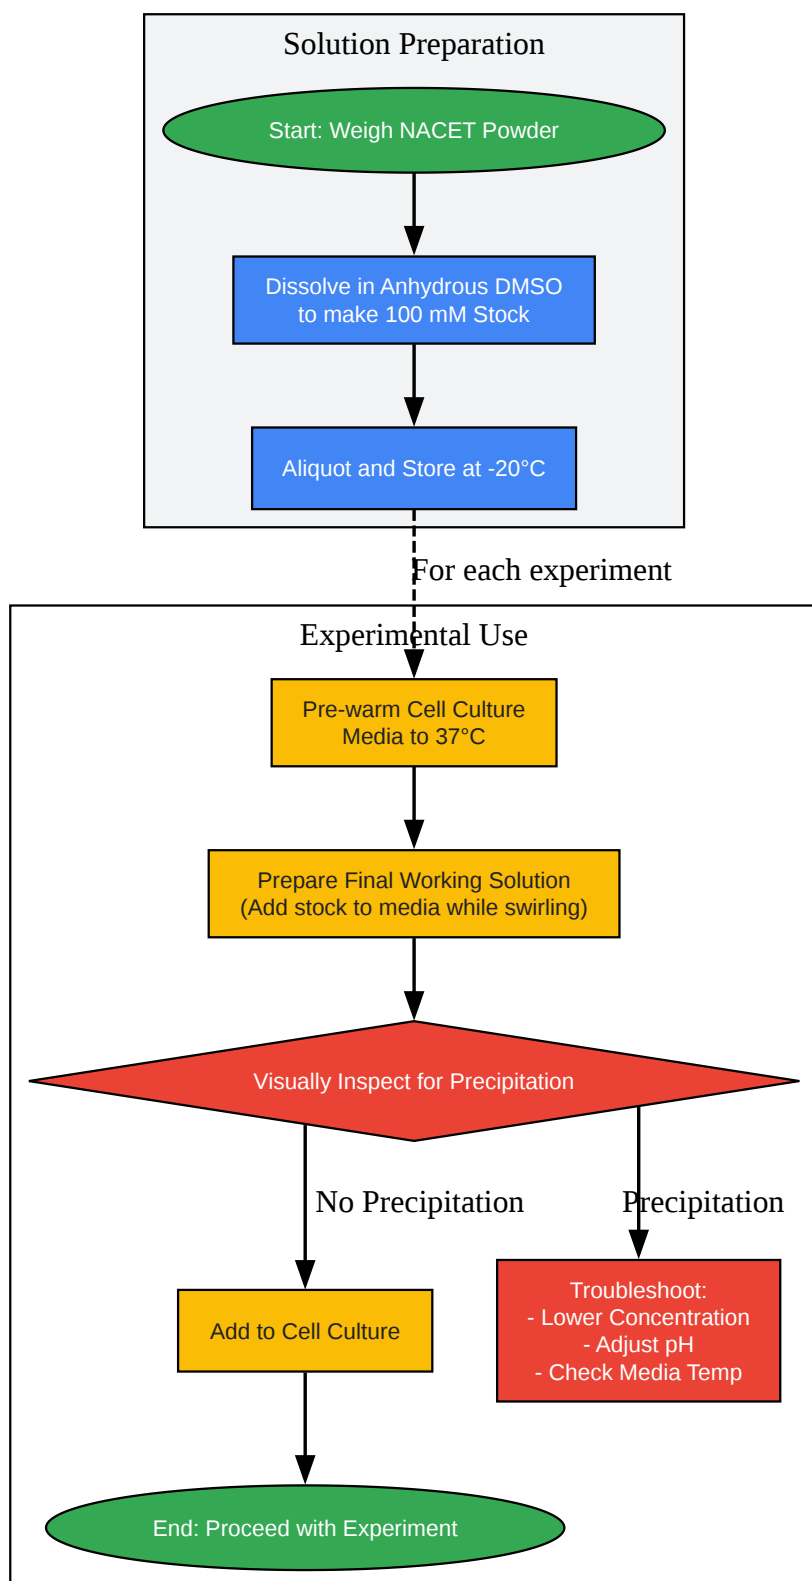 Solution Preparation
Start: Weigh NACET Powder
Dissolve in Anhydrous DMSO
to make 100 mM Stock
Aliquot and Store at -20°C
For each experiment
Experimental Use
Pre-warm Cell Culture
Media to 37°C
Prepare Final Working Solution
(Add stock to media while swirling)
Visually Inspect for Precipitation
No Precipitation
Precipitation
Troubleshoot:
- Lower Concentration
- Adjust pH
- Check Media Temp
Add to Cell Culture
End: Proceed with Experiment